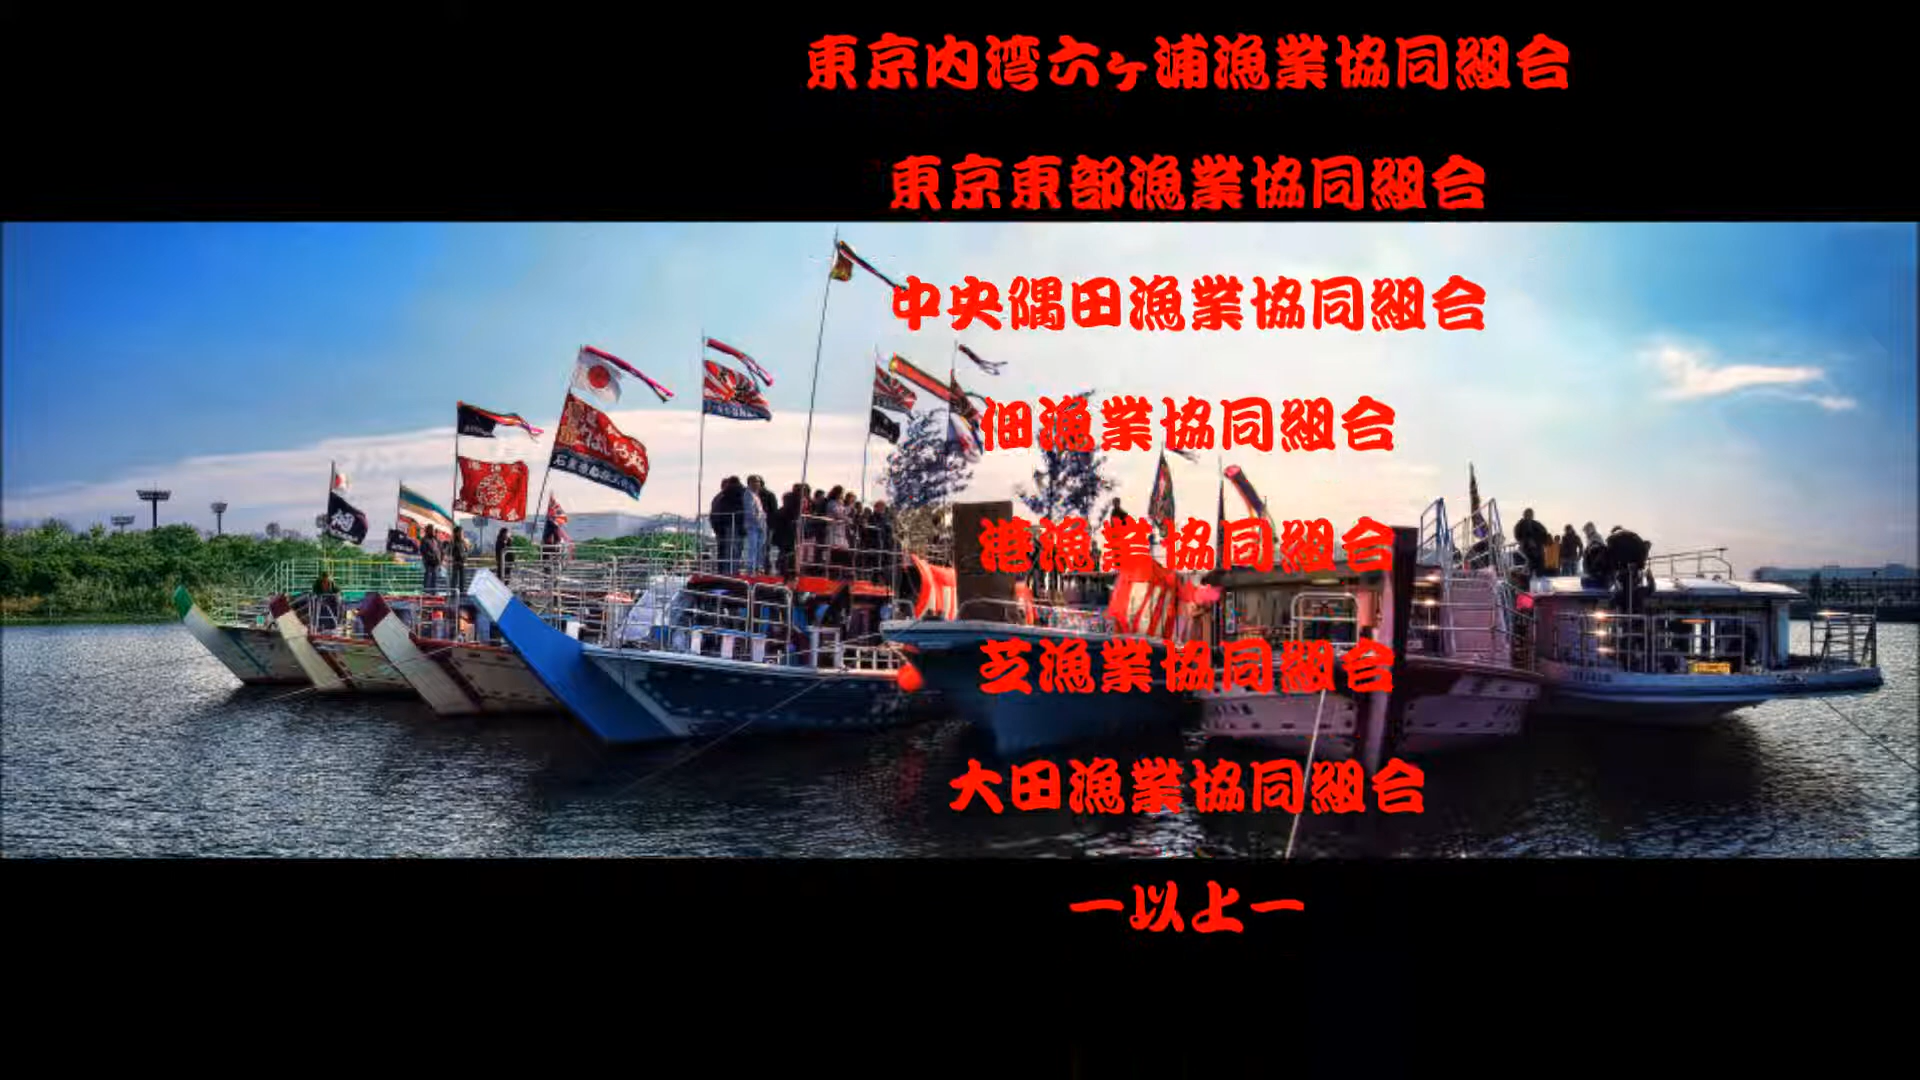 東京内湾六ヶ浦漁業協同組合
東京東部漁業協同組合
中央隅田漁業協同組合
佃漁業協同組合
港漁業協同組合
芝漁業協同組合
大田漁業協同組合
ー以上ー